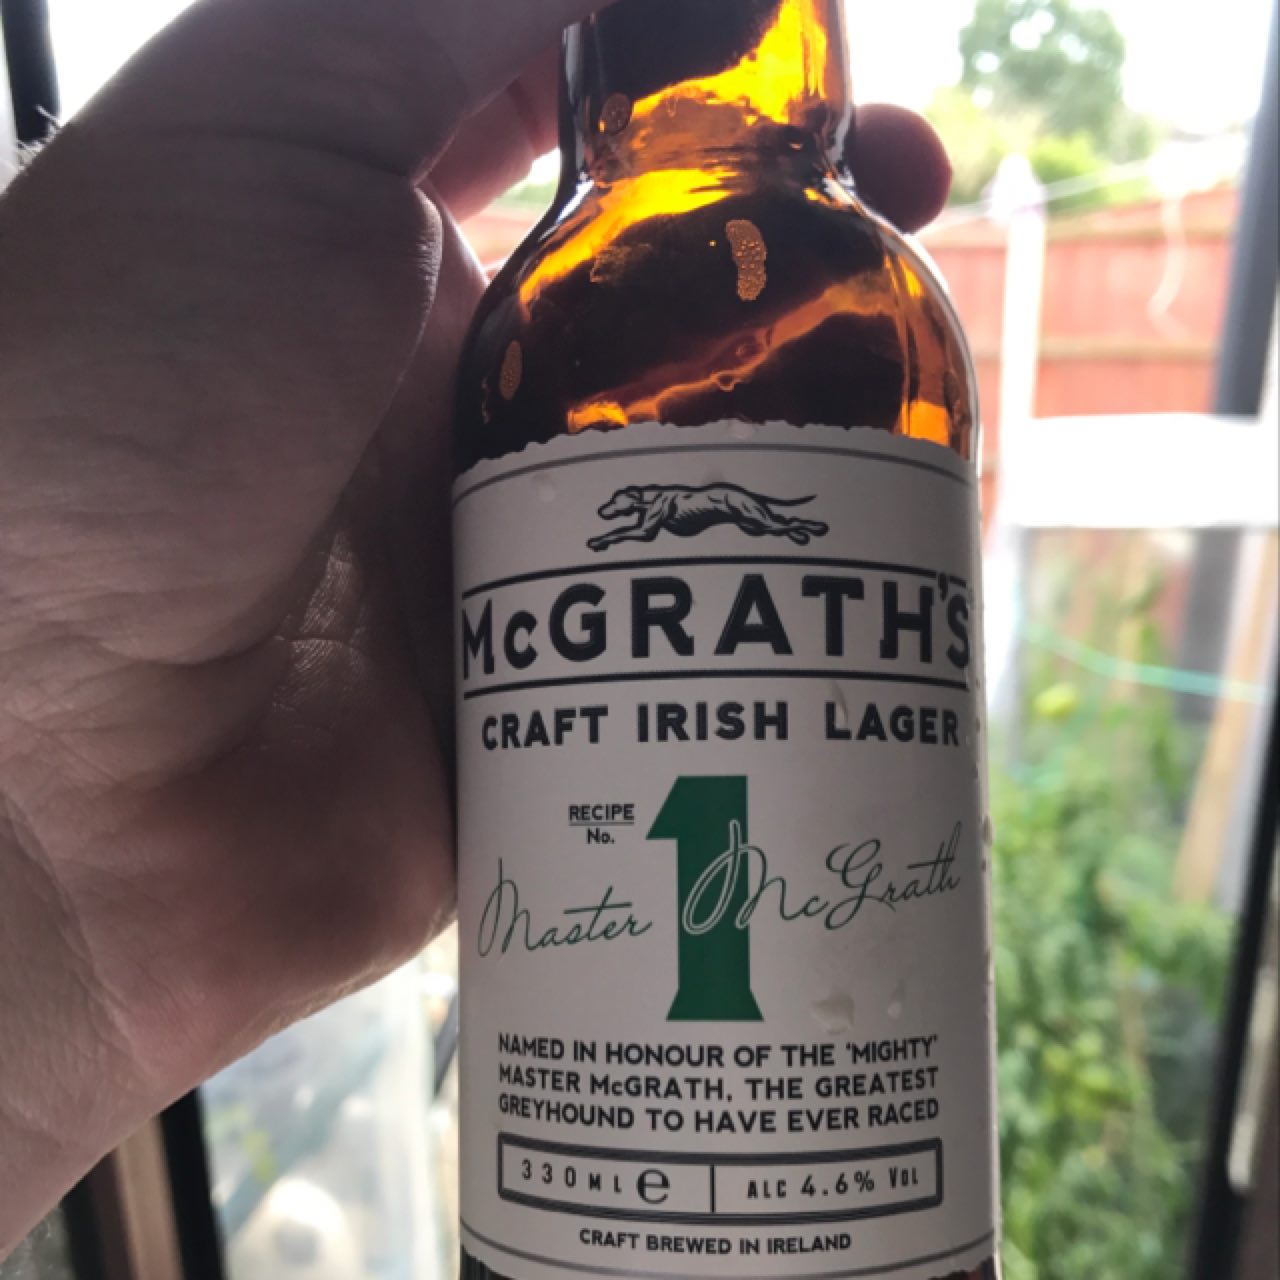 McGRATH'S
CRAFT IRISH LAGER
RECIPE
No. 1
Master McGrath
NAMED IN HONOUR OF THE 'MIGHTY'
MASTER McGRATH, THE GREATEST
GREYHOUND TO HAVE EVER RACED
330ML e ALC 4.6% Vol
CRAFT BREWED IN IRELAND